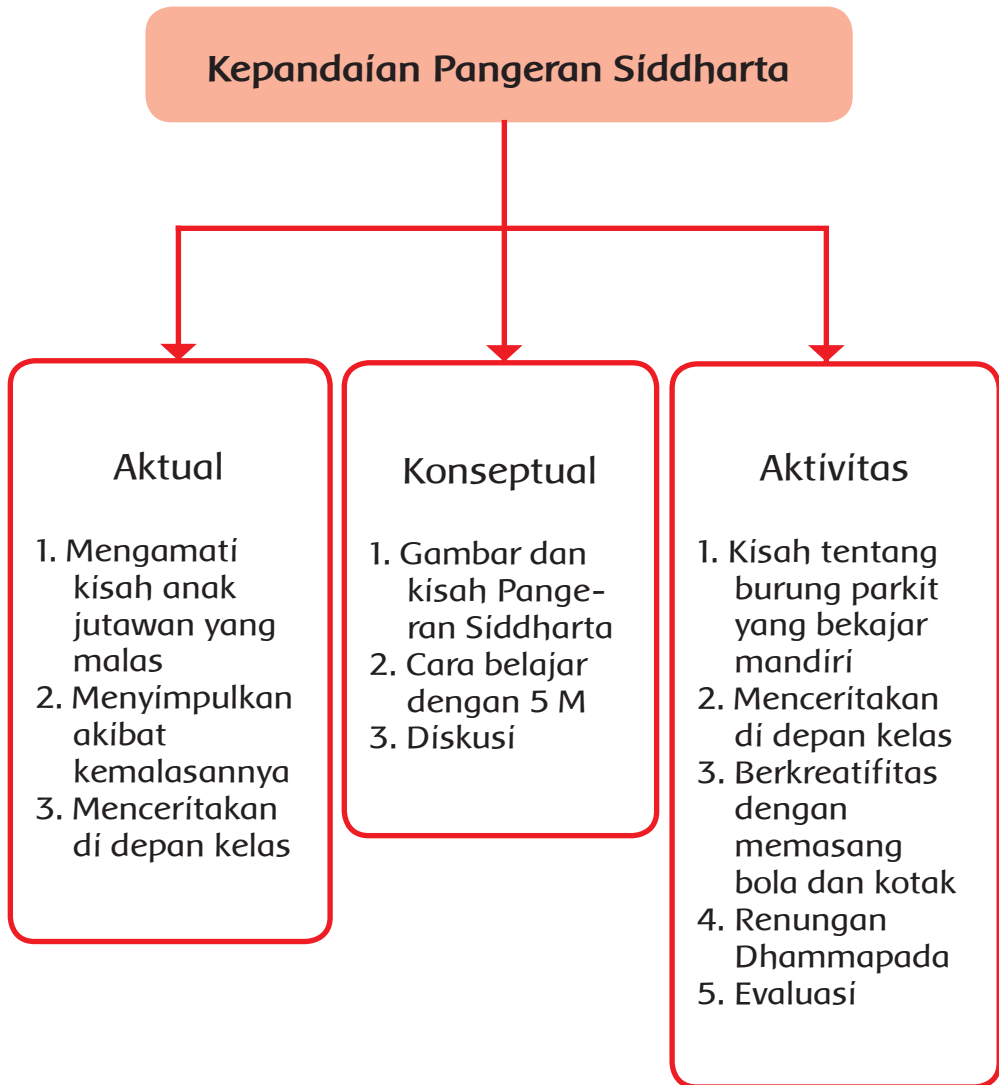 Kepandaian Pangeran Siddharta
Aktual
1. Mengamati
kisah anak
jutawan yang
malas
2. Menyimpulkan
akibat
kemalasannya
3. Menceritakan
di depan kelas
Konseptual
1. Gambar dan
kisah Pange-
ran Siddharta
2. Cara belajar
dengan 5 M
3. Diskusi
Aktivitas
1. Kisah tentang
burung parkit
yang bekajar
mandiri
2. Menceritakan
di depan kelas
3. Berkreatifitas
dengan
memasang
bola dan kotak
4. Renungan
Dhammapada
5. Evaluasi